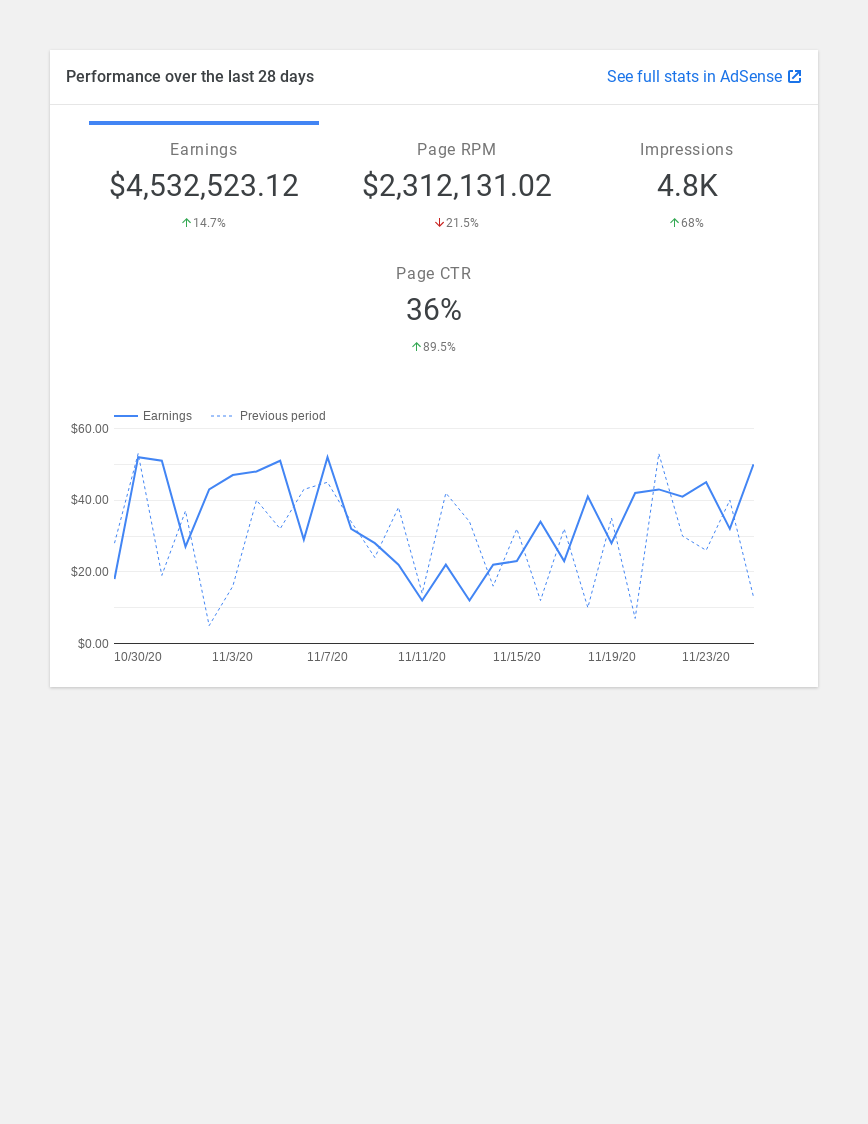 Performance over the last 28 days
See full stats in AdSense
Earnings
$4,532,523.12
14.7%
Page RPM
$2,312,131.02
21.5%
Impressions
4.8K
68%
Page CTR
36%
89.5%
Earnings
Previous period
$60.00
$40.00
$20.00
$0.00
10/30/20
11/3/20
11/7/20
11/11/20
11/15/20
11/19/20
11/23/20